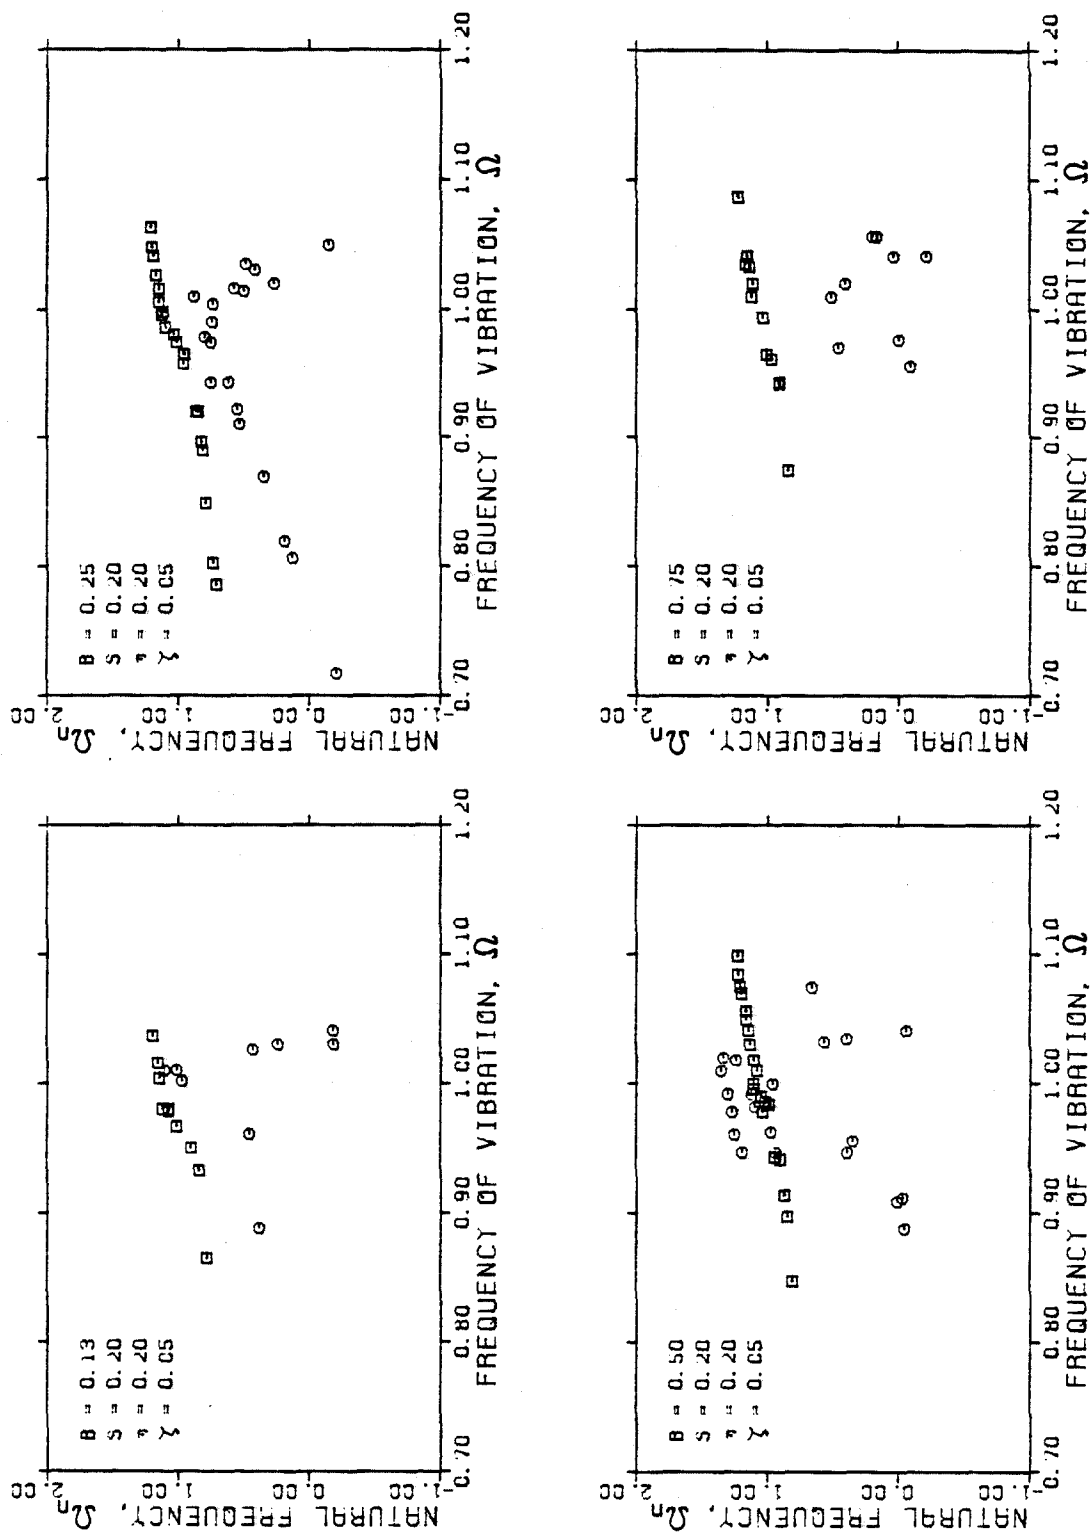 B = 0.13
S = 0.20
= 0.20
ζ = 0.05
2.00
1.00
0.00
-1.00
NATURAL FREQUENCY, Ωn
0.70 0.80 0.90 1.00 1.10 1.20
FREQUENCY OF VIBRATION, Ω
B = 0.25
S = 0.20
= 0.20
ζ = 0.05
2.00
1.00
0.00
-1.00
NATURAL FREQUENCY, Ωn
0.70 0.80 0.90 1.00 1.10 1.20
FREQUENCY OF VIBRATION, Ω
B = 0.50
S = 0.20
= 0.20
ζ = 0.05
2.00
1.00
0.00
-1.00
NATURAL FREQUENCY, Ωn
0.70 0.80 0.90 1.00 1.10 1.20
FREQUENCY OF VIBRATION, Ω
B = 0.75
S = 0.20
= 0.20
ζ = 0.05
2.00
1.00
0.00
-1.00
NATURAL FREQUENCY, Ωn
0.70 0.80 0.90 1.00 1.10 1.20
FREQUENCY OF VIBRATION, Ω